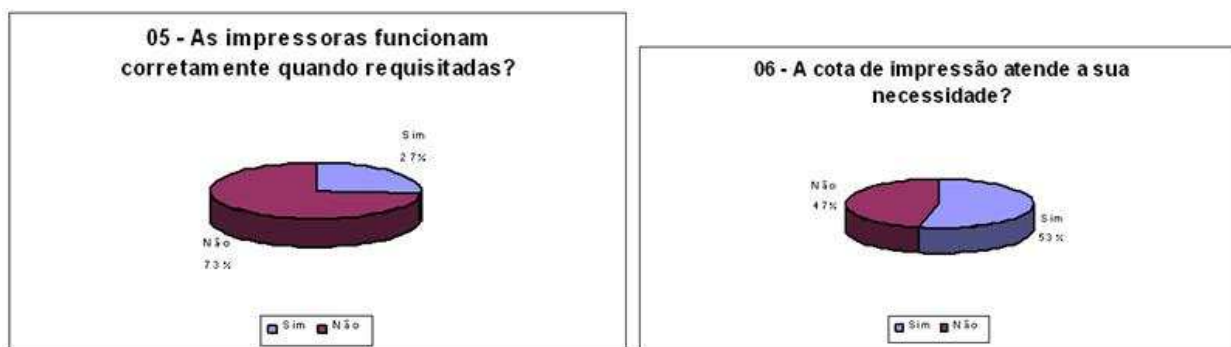 05 - As impressoras funcionam
corretamente quando requisitadas?
Sim
27%
Não
73%
Sim Não
06 - A cota de impressão atende a sua
necessidade?
Não
47%
Sim
53%
Sim Não